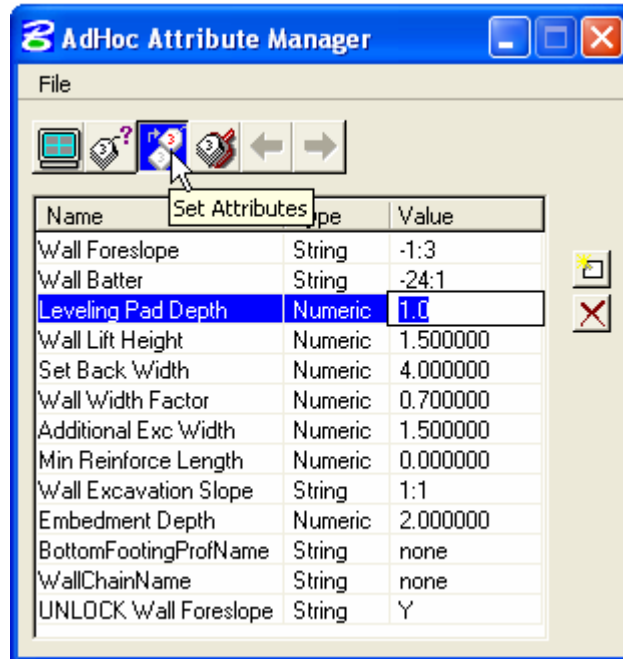 AdHoc Attribute Manager
File
Set Attributes
Name Type Value
Wall Foreslope String -1:3
Wall Batter String -24:1
Leveling Pad Depth Numeric 1.0
Wall Lift Height Numeric 1.500000
Set Back Width Numeric 4.000000
Wall Width Factor Numeric 0.700000
Additional Exc Width Numeric 1.500000
Min Reinforce Length Numeric 0.000000
Wall Excavation Slope String 1:1
Embedment Depth Numeric 2.000000
BottomFootingProfName String none
WallChainName String none
UNLOCK Wall Foreslope String Y